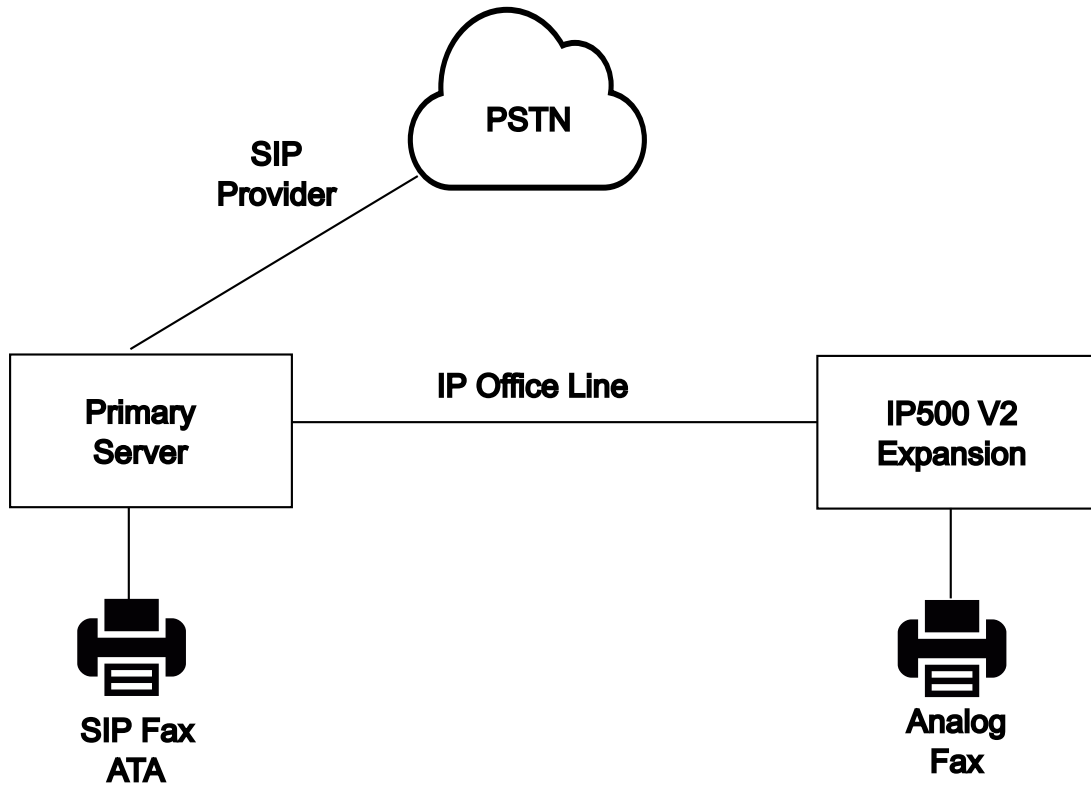 PSTN
SIP
Provider
IP Office Line
Primary
Server
IP500 V2
Expansion
SIP Fax
ATA
Analog
Fax